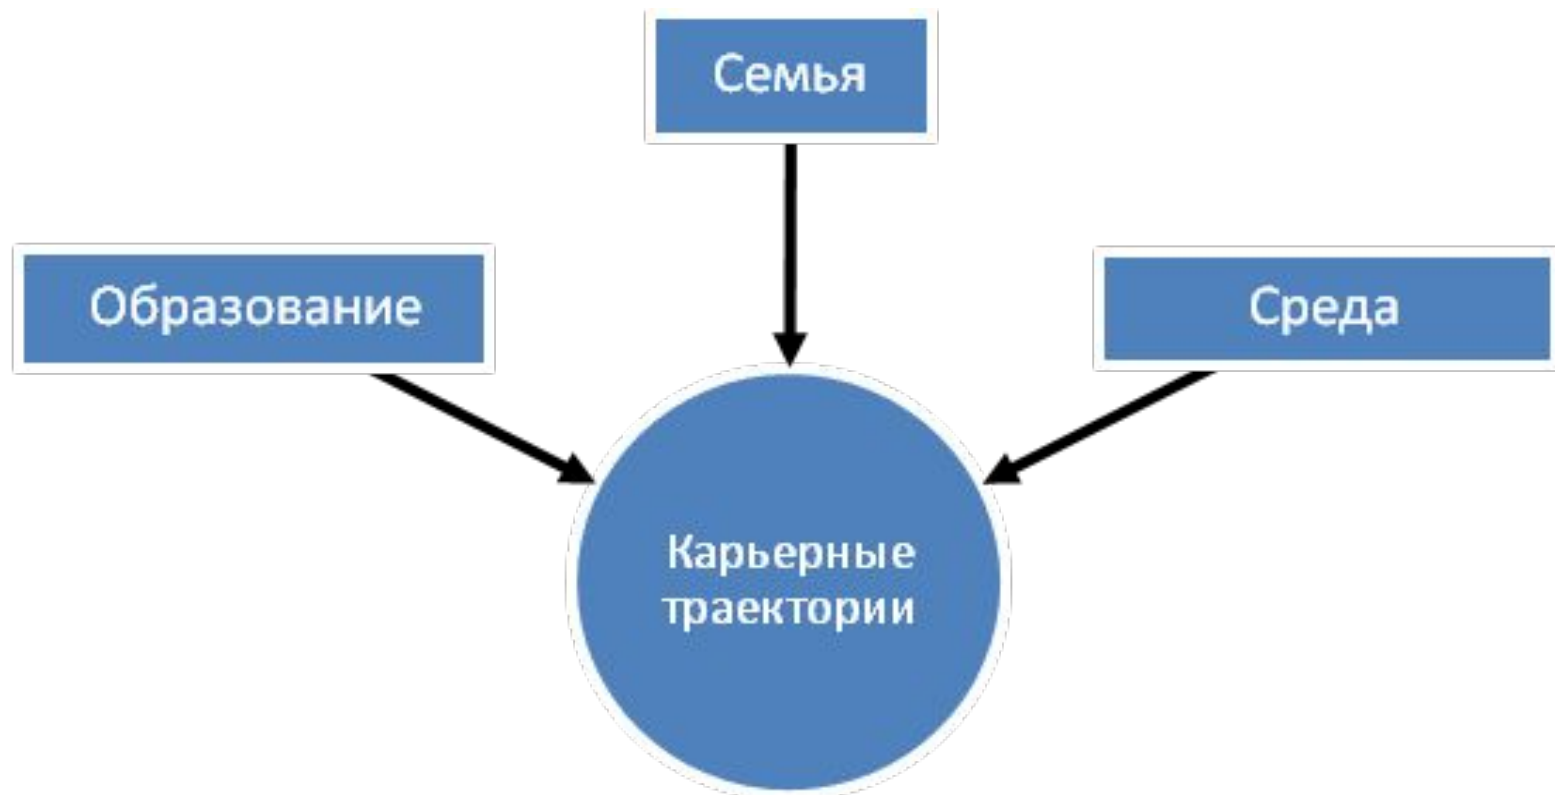 Семья
Образование
Среда
Карьерные
траектории